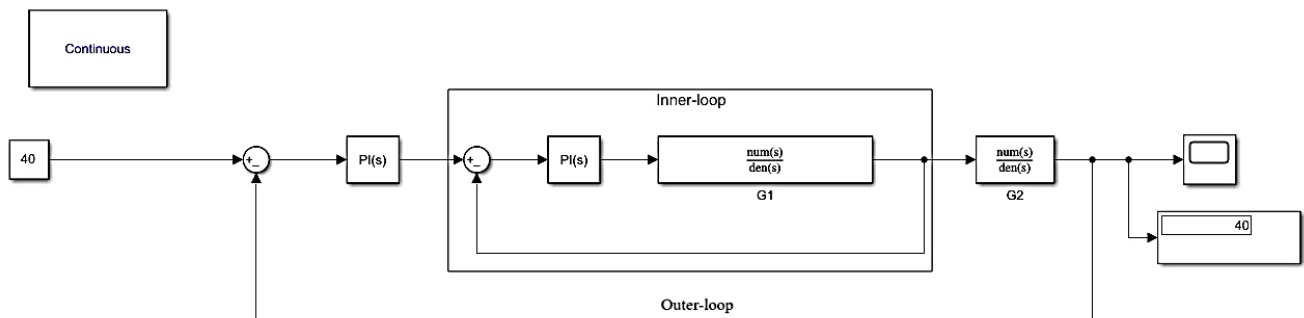 Continuous
Inner-loop
40
+
_
PI(s)
+
_
PI(s)
num(s)
den(s)
G1
num(s)
den(s)
G2
40
Outer-loop